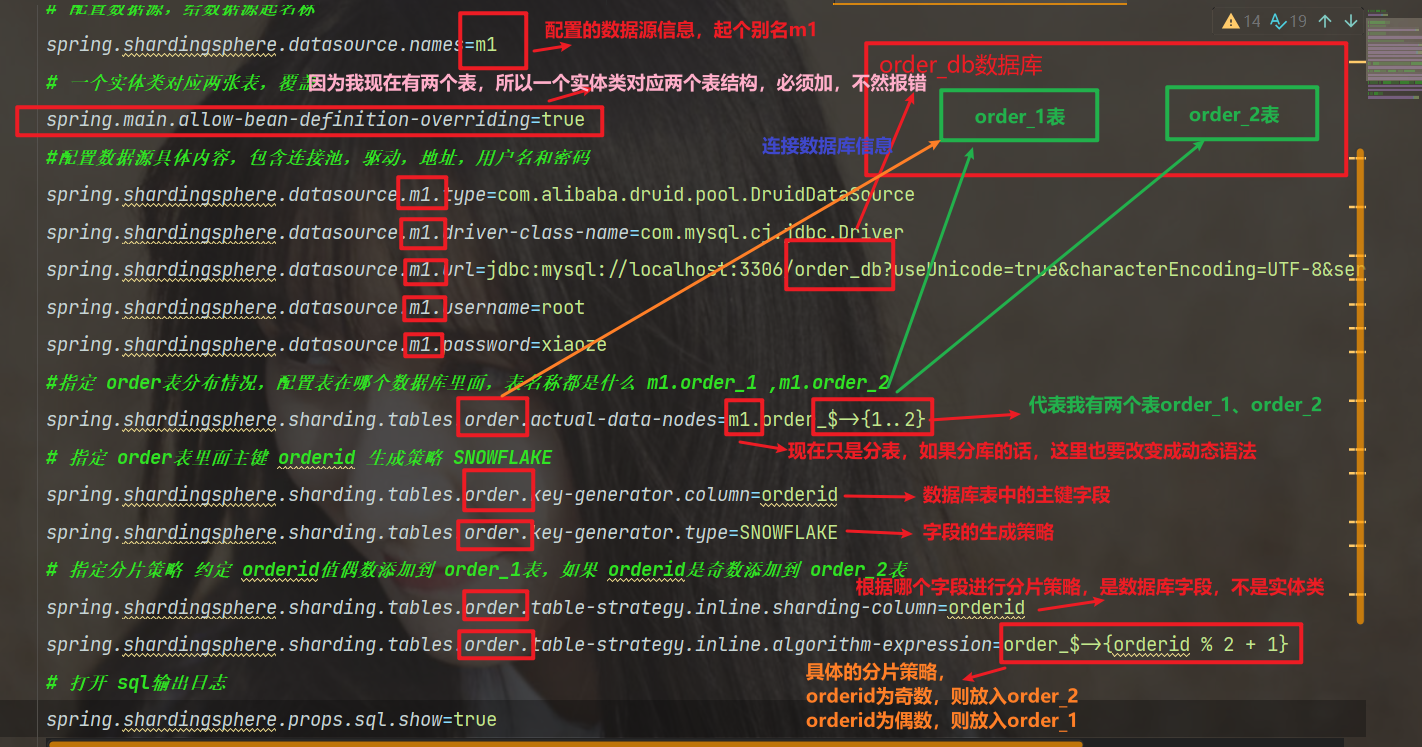 # 配置数据源，给数据源起名称
14 19
配置的数据源信息，起个别名m1
spring.shardingsphere.datasource.names=m1
order_db数据库
# 一个实体类对应两张表，覆盖
因为我现在有两个表，所以一个实体类对应两个表结构，必须加，不然报错
order_1表
order_2表
spring.main.allow-bean-definition-overriding=true
连接数据库信息
#配置数据源具体内容，包含连接池，驱动，地址，用户名和密码
spring.shardingsphere.datasource.m1.type=com.alibaba.druid.pool.DruidDataSource
spring.shardingsphere.datasource.m1.driver-class-name=com.mysql.cj.jdbc.Driver
spring.shardingsphere.datasource.m1.url=jdbc:mysql://localhost:3306/order_db?useUnicode=true&characterEncoding=UTF-8&ser
spring.shardingsphere.datasource.m1.username=root
spring.shardingsphere.datasource.m1.password=xiaoze
#指定 order表分布情况，配置表在哪个数据库里面，表名称都是什么 m1.order_1 ,m1.order_2
代表我有两个表order_1、order_2
spring.shardingsphere.sharding.tables.order.actual-data-nodes=m1.order_$->{1..2}
现在只是分表，如果分库的话，这里也要改变成动态语法
# 指定 order表里面主键 orderid 生成策略 SNOWFLAKE
spring.shardingsphere.sharding.tables.order.key-generator.column=orderid
数据库表中的主键字段
spring.shardingsphere.sharding.tables.order.key-generator.type=SNOWFLAKE
字段的生成策略
# 指定分片策略 约定 orderid值偶数添加到 order_1表，如果 orderid是奇数添加到 order_2表
根据哪个字段进行分片策略，是数据库字段，不是实体类
spring.shardingsphere.sharding.tables.order.table-strategy.inline.sharding-column=orderid
spring.shardingsphere.sharding.tables.order.table-strategy.inline.algorithm-expression=order_$->{orderid % 2 + 1}
具体的分片策略，
orderid为奇数，则放入order_2
orderid为偶数，则放入order_1
# 打开 sql输出日志
spring.shardingsphere.props.sql.show=true